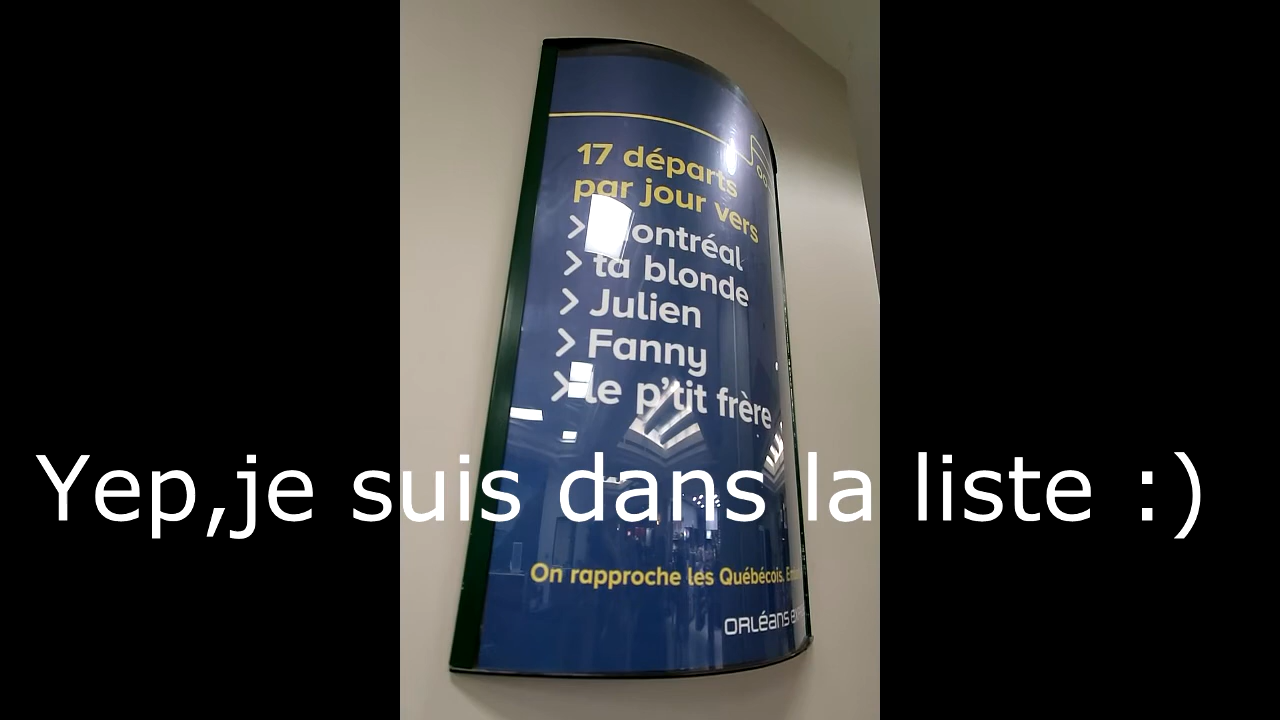 17 départs
par jour vers
> Montréal
> ta blonde
> Julien
> Fanny
> le p'tit frère
Yep,je suis dans la liste :)
On rapproche les Québécois.
ORLÉANS